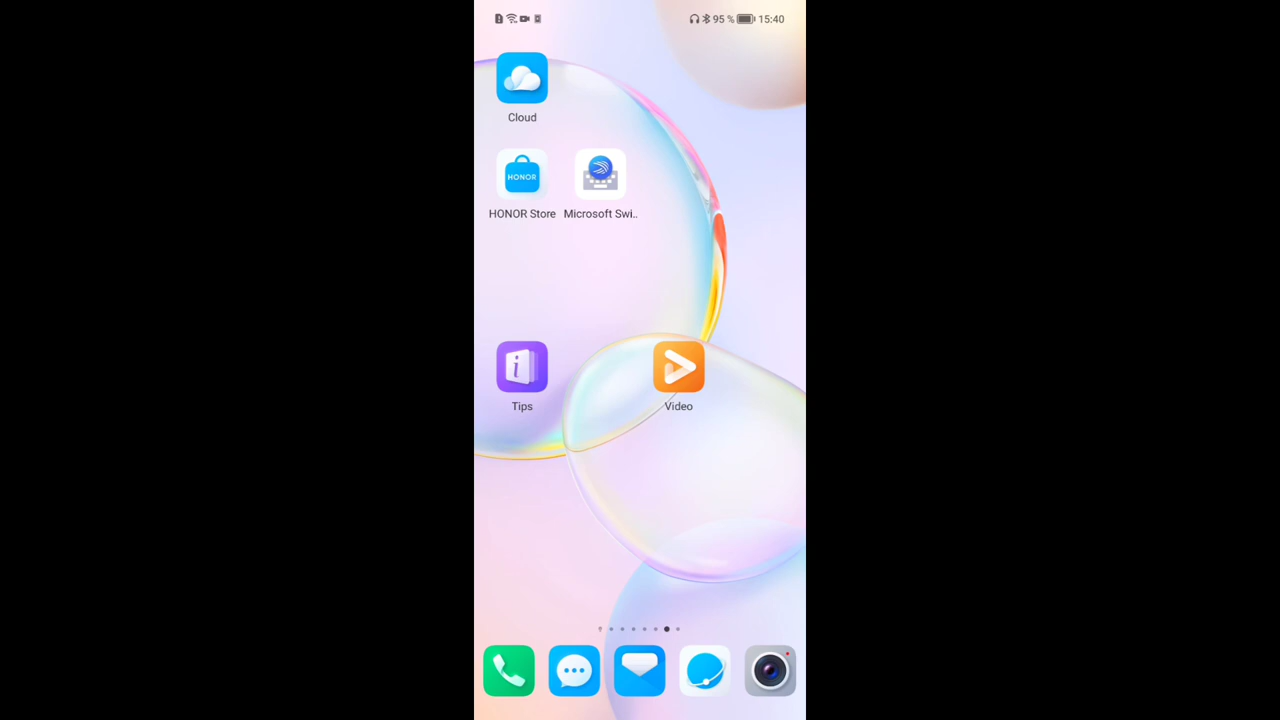 95 % 15:40
Cloud
HONOR
HONOR Store Microsoft Swi..
i
Tips Video